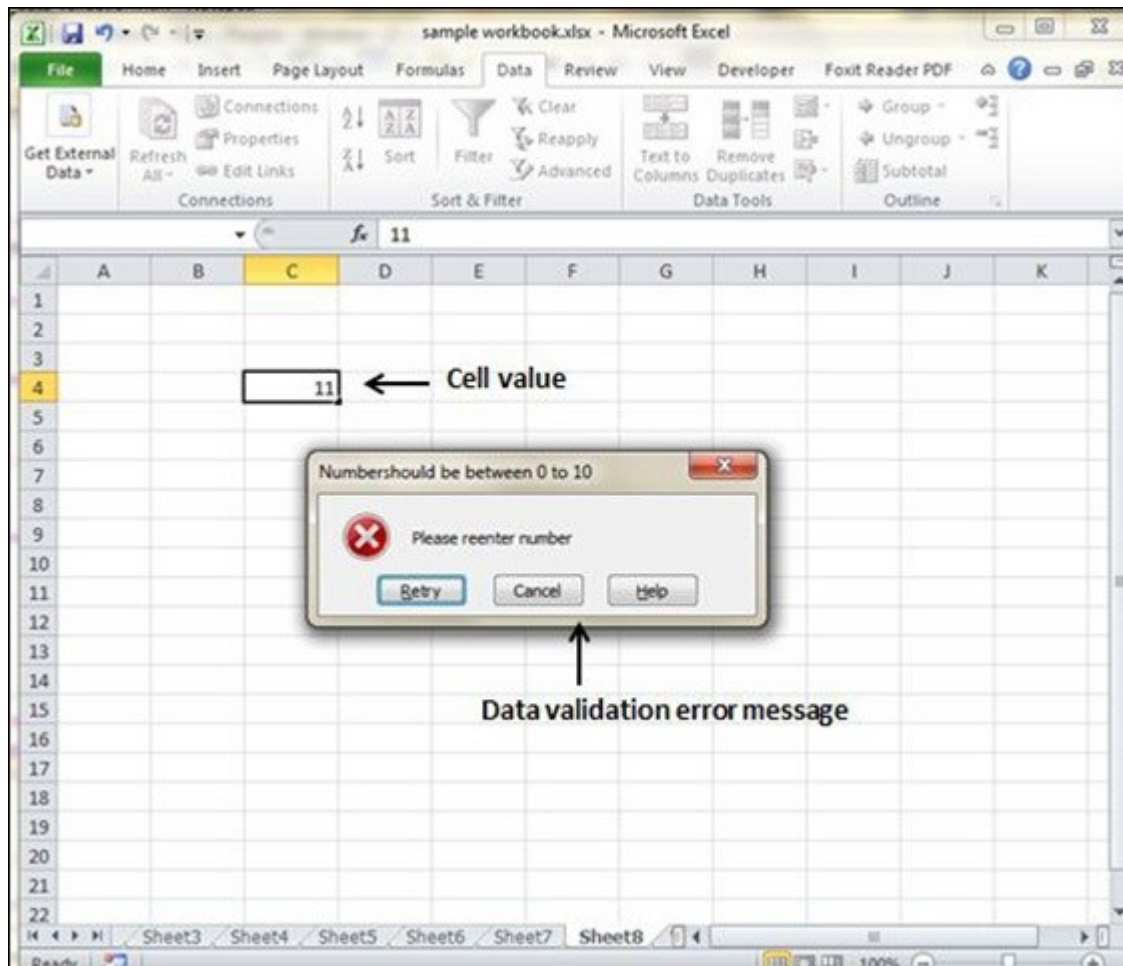 sample workbook.xlsx - Microsoft Excel
File Home Insert Page Layout Formulas Data Review View Developer Foxit Reader PDF
Get External Data
Refresh All
Connections
Properties
Edit Links
Connections
Sort
Filter
Clear
Reapply
Advanced
Sort & Filter
Text to Columns
Remove Duplicates
Data Tools
Group
Ungroup
Subtotal
Outline
fx 11
A B C D E F G H I J K
1
2
3
4 11 Cell value
5
6
7 Numbershould be between 0 to 10
8
9 Please reenter number
10
11 Retry Cancel Help
12
13
14
15 Data validation error message
16
17
18
19
20
21
22
Sheet3 Sheet4 Sheet5 Sheet6 Sheet7 Sheet8
Ready 100%